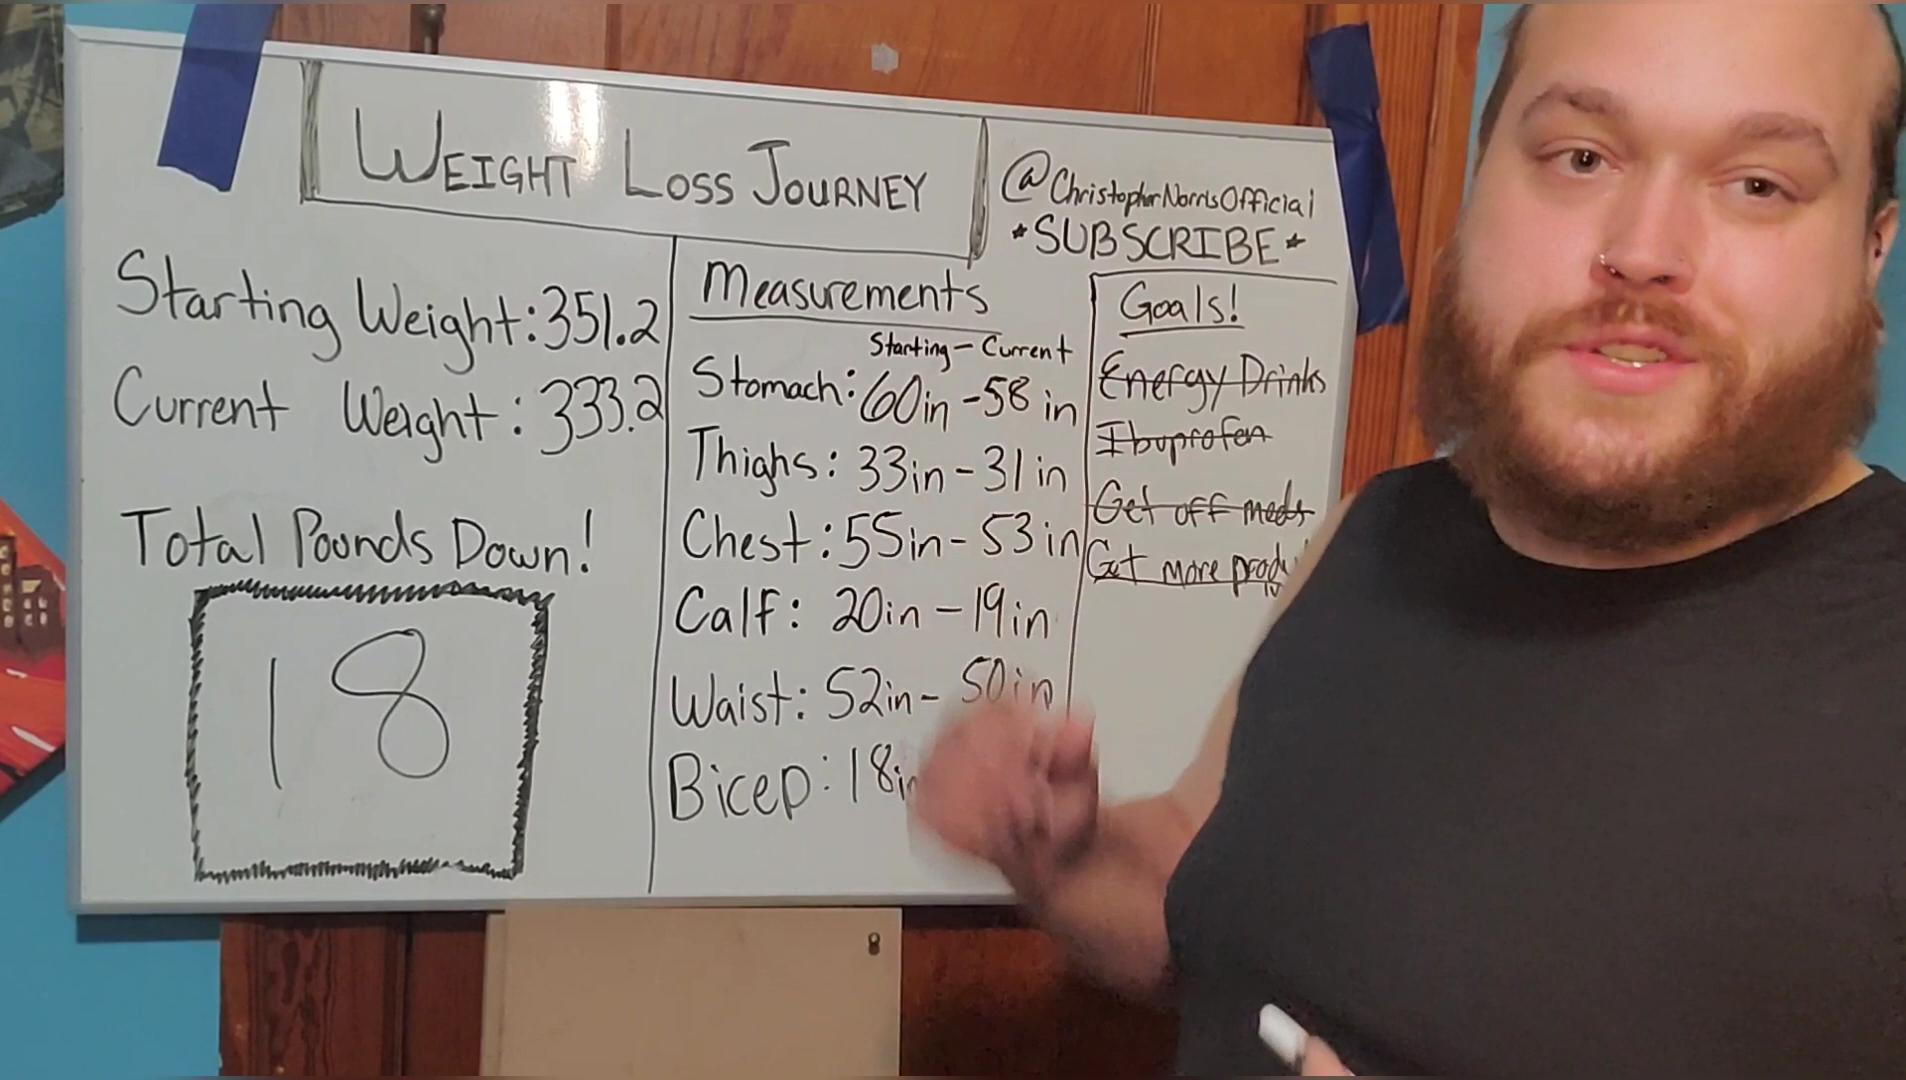 WEIGHT LOSS JOURNEY
@ChristopherNorrisOfficial
*SUBSCRIBE*
Starting Weight: 351.2
Current Weight: 333.2
Total Pounds Down!
18
Measurements
Starting - Current
Stomach: 60in - 58 in
Thighs: 33in - 31 in
Chest: 55in - 53 in
Calf: 20in - 19in
Waist: 52in - 50in
Bicep: 18in
Goals!
Energy Drinks
Ibuprofen
Get off meds
Get more